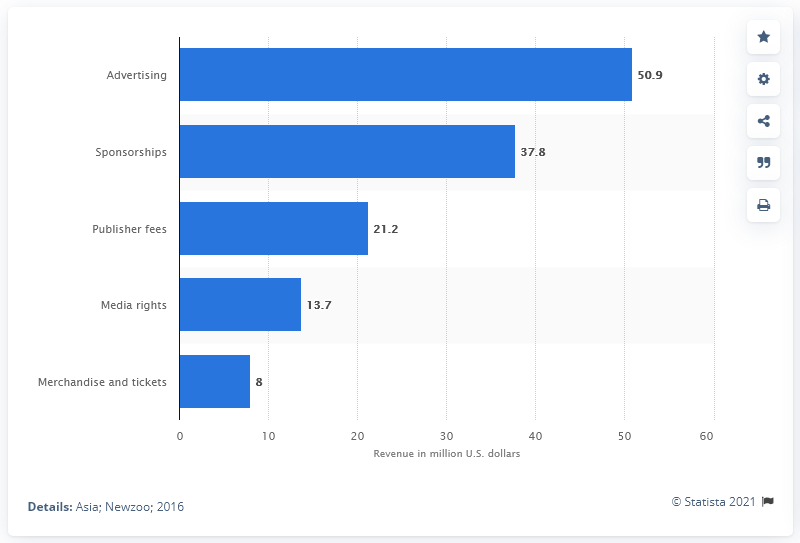 Advertising 50.9
Sponsorships 37.8
Publisher fees 21.2
Media rights 13.7
Merchandise and tickets 8
0 10 20 30 40 50 60
Revenue in million U.S. dollars
Details: Asia; Newzoo; 2016
© Statista 2021